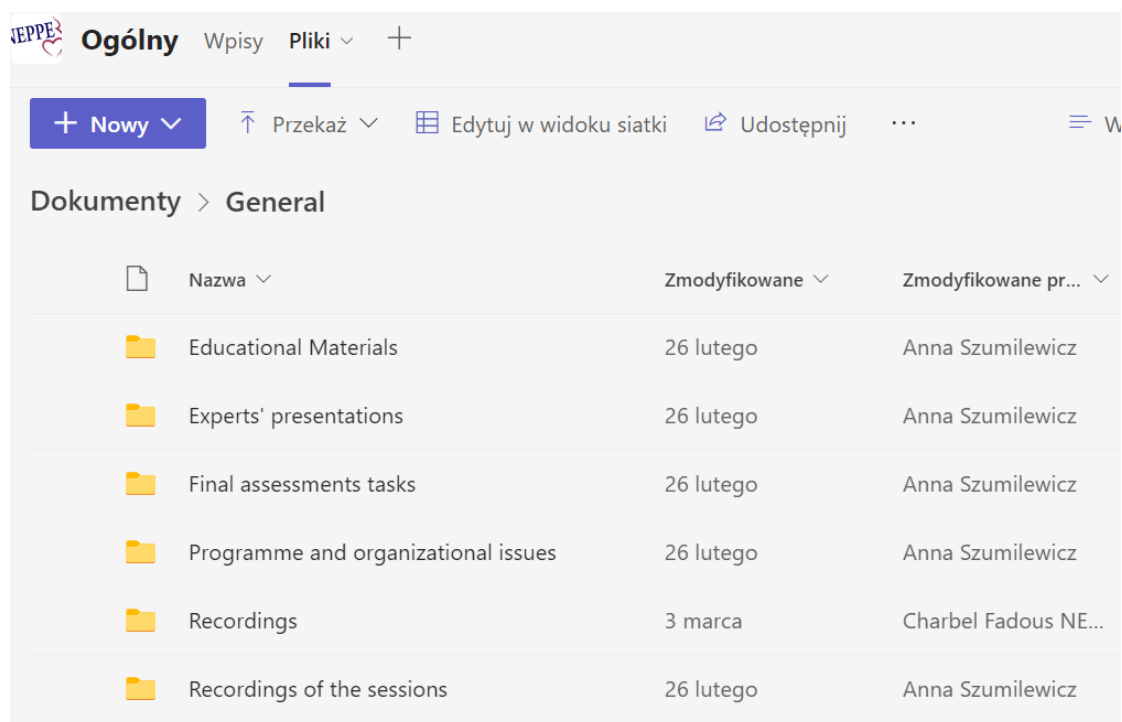 NEPPE
Ogólny Wpisy Pliki
Nowy Przekaż Edytuj w widoku siatki Udostępnij ... W
Dokumenty > General
Nazwa Zmodyfikowane Zmodyfikowane pr...
Educational Materials 26 lutego Anna Szumilewicz
Experts' presentations 26 lutego Anna Szumilewicz
Final assessments tasks 26 lutego Anna Szumilewicz
Programme and organizational issues 26 lutego Anna Szumilewicz
Recordings 3 marca Charbel Fadous NE...
Recordings of the sessions 26 lutego Anna Szumilewicz